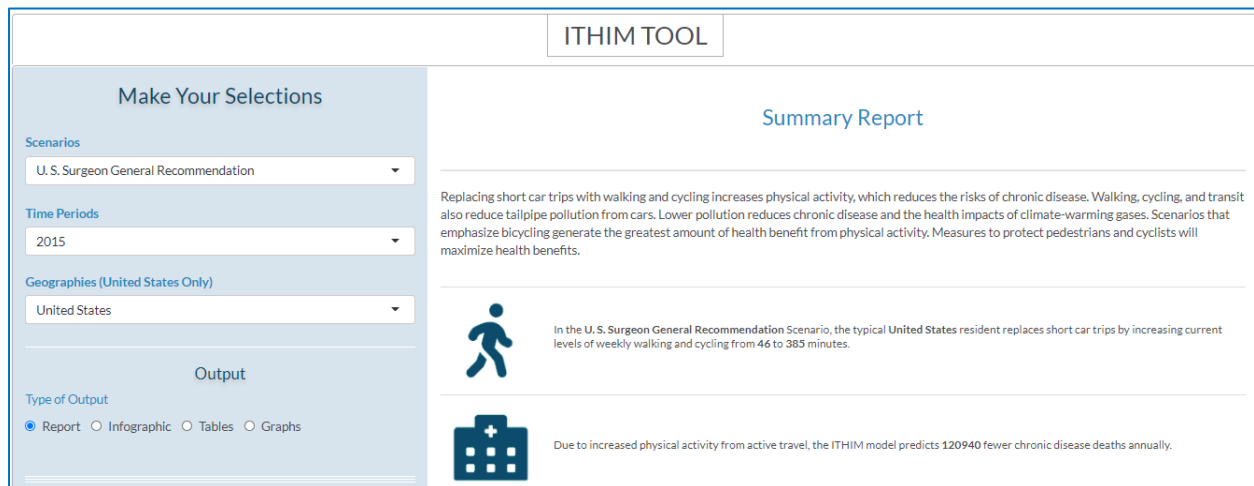 ITHIM TOOL
Make Your Selections
Scenarios
U. S. Surgeon General Recommendation
Time Periods
2015
Geographies (United States Only)
United States
Output
Type of Output
Report Infographic Tables Graphs
Summary Report
Replacing short car trips with walking and cycling increases physical activity, which reduces the risks of chronic disease. Walking, cycling, and transit
also reduce tailpipe pollution from cars. Lower pollution reduces chronic disease and the health impacts of climate-warming gases. Scenarios that
emphasize bicycling generate the greatest amount of health benefit from physical activity. Measures to protect pedestrians and cyclists will
maximize health benefits.
In the U. S. Surgeon General Recommendation Scenario, the typical United States resident replaces short car trips by increasing current
levels of weekly walking and cycling from 46 to 385 minutes.
Due to increased physical activity from active travel, the ITHIM model predicts 120940 fewer chronic disease deaths annually.